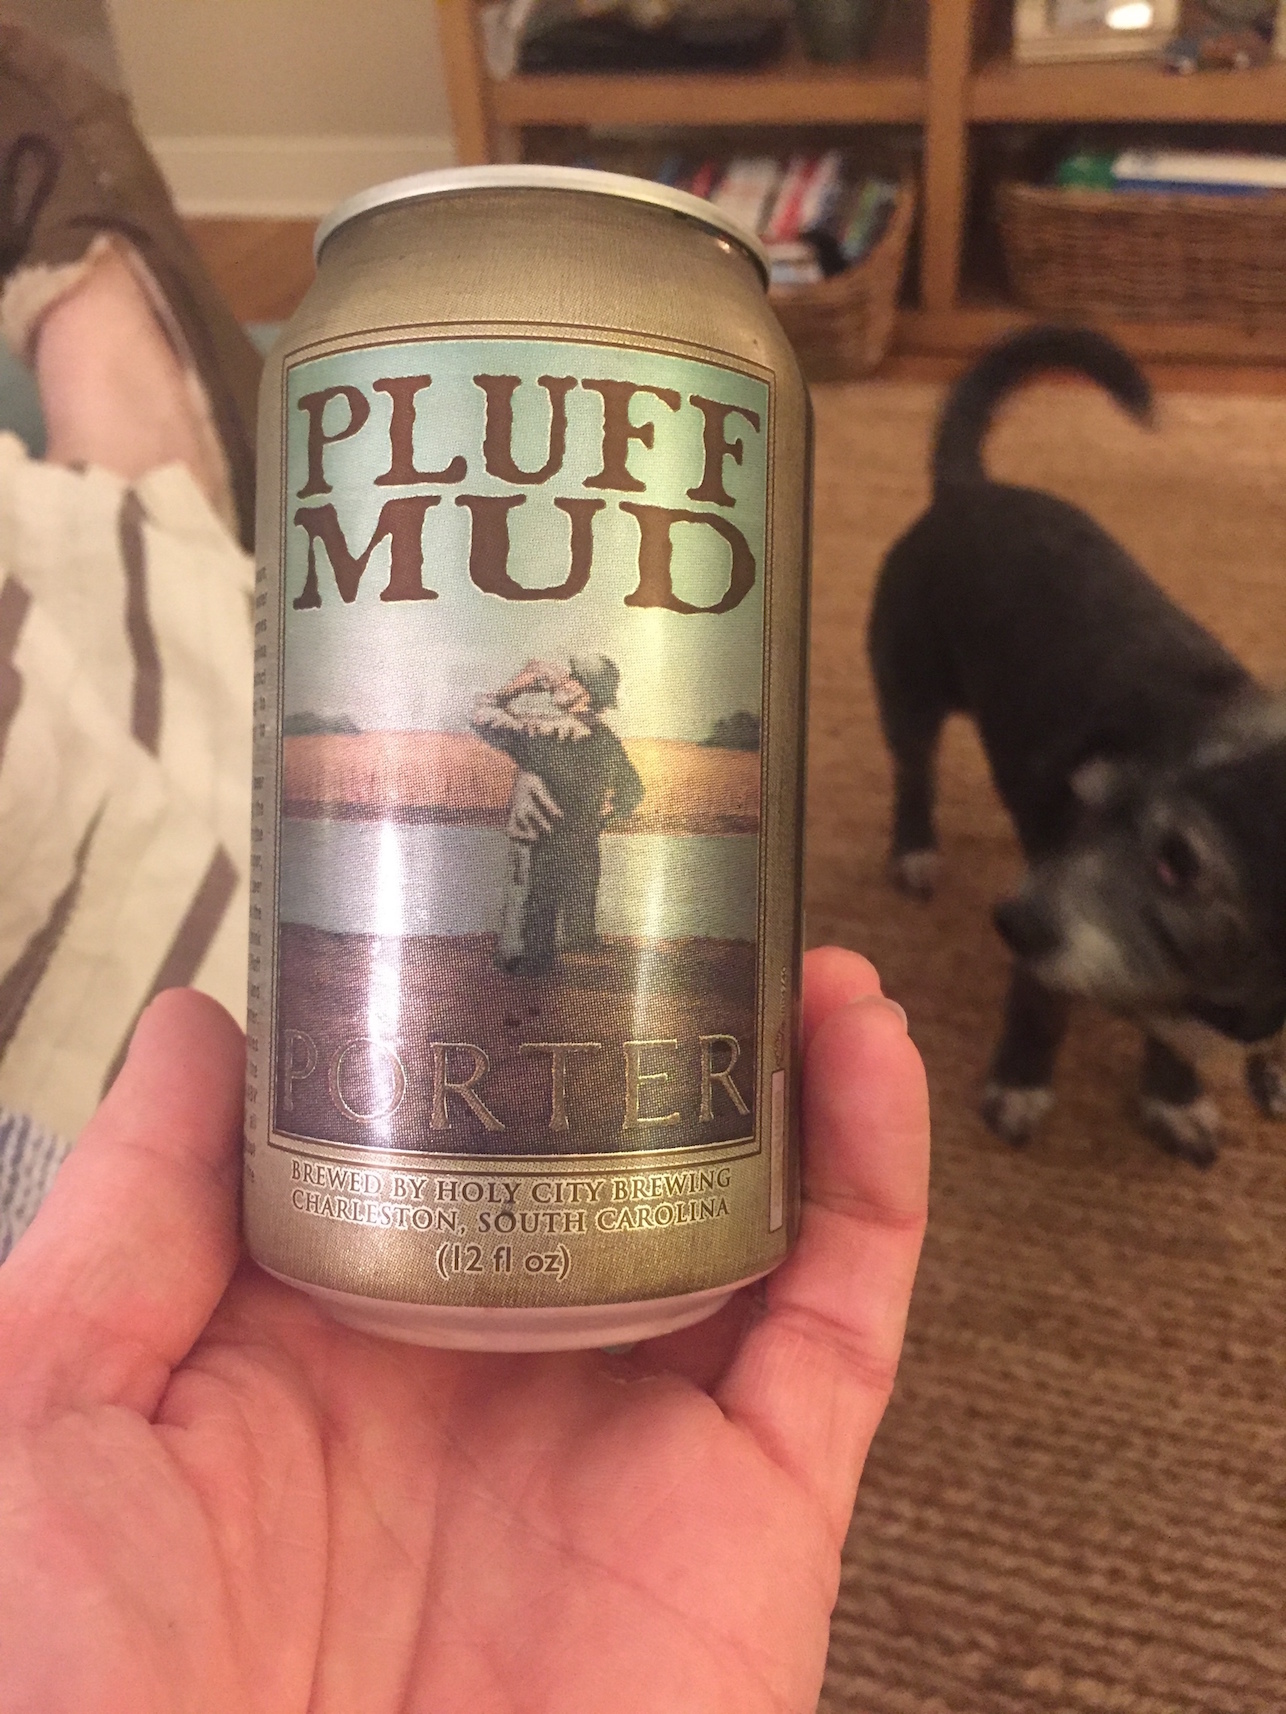 PLUFF
MUD
PORTER
BREWED BY HOLY CITY BREWING
CHARLESTON, SOUTH CAROLINA
(12 fl oz)